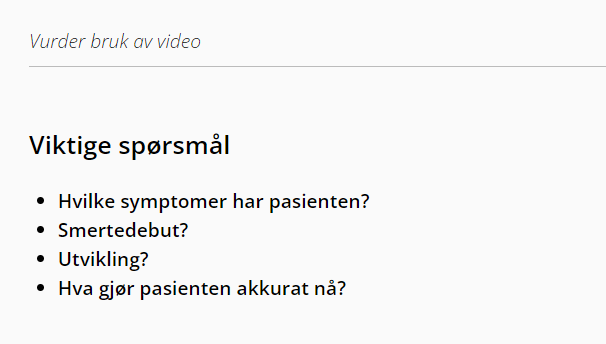 Vurder bruk av video
Viktige spørsmål
• Hvilke symptomer har pasienten?
• Smertedebut?
• Utvikling?
• Hva gjør pasienten akkurat nå?